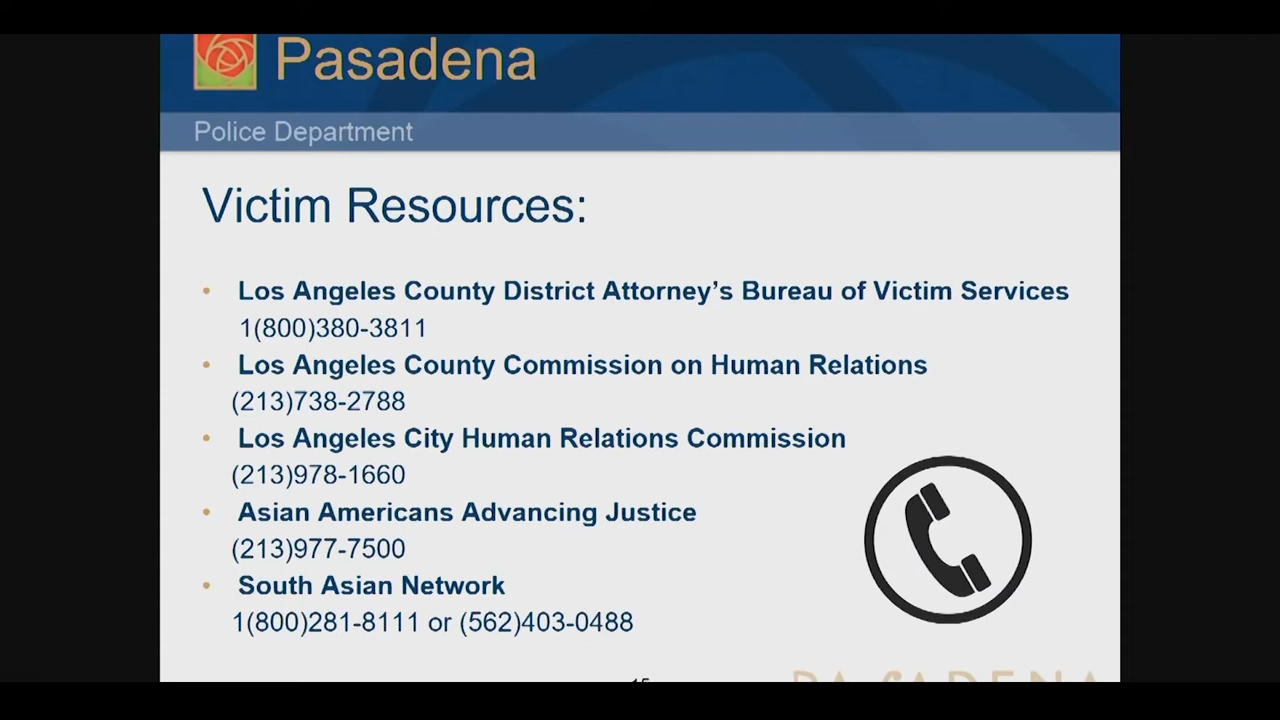 Pasadena
Police Department
Victim Resources:
• Los Angeles County District Attorney’s Bureau of Victim Services
1(800)380-3811
• Los Angeles County Commission on Human Relations
(213)738-2788
• Los Angeles City Human Relations Commission
(213)978-1660
• Asian Americans Advancing Justice
(213)977-7500
• South Asian Network
1(800)281-8111 or (562)403-0488
15
PASADENA